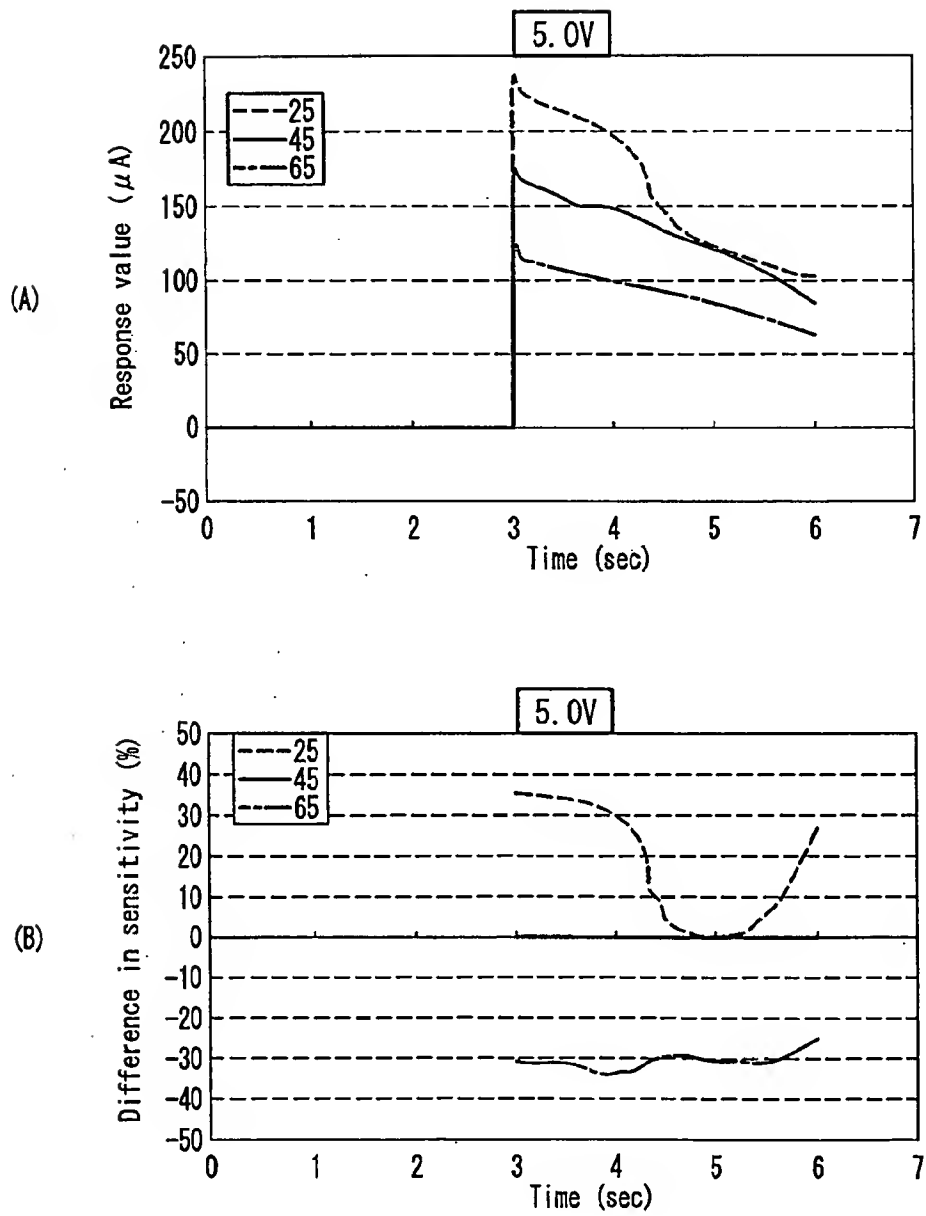 5.0V
250
200
150
100
50
0
-50
25
45
65
Response value (μA)
(A)
0 1 2 3 4 5 6 7
Time (sec)
5.0V
50
40
30
20
10
0
-10
-20
-30
-40
-50
25
45
65
Difference in sensitivity (%)
(B)
0 1 2 3 4 5 6 7
Time (sec)